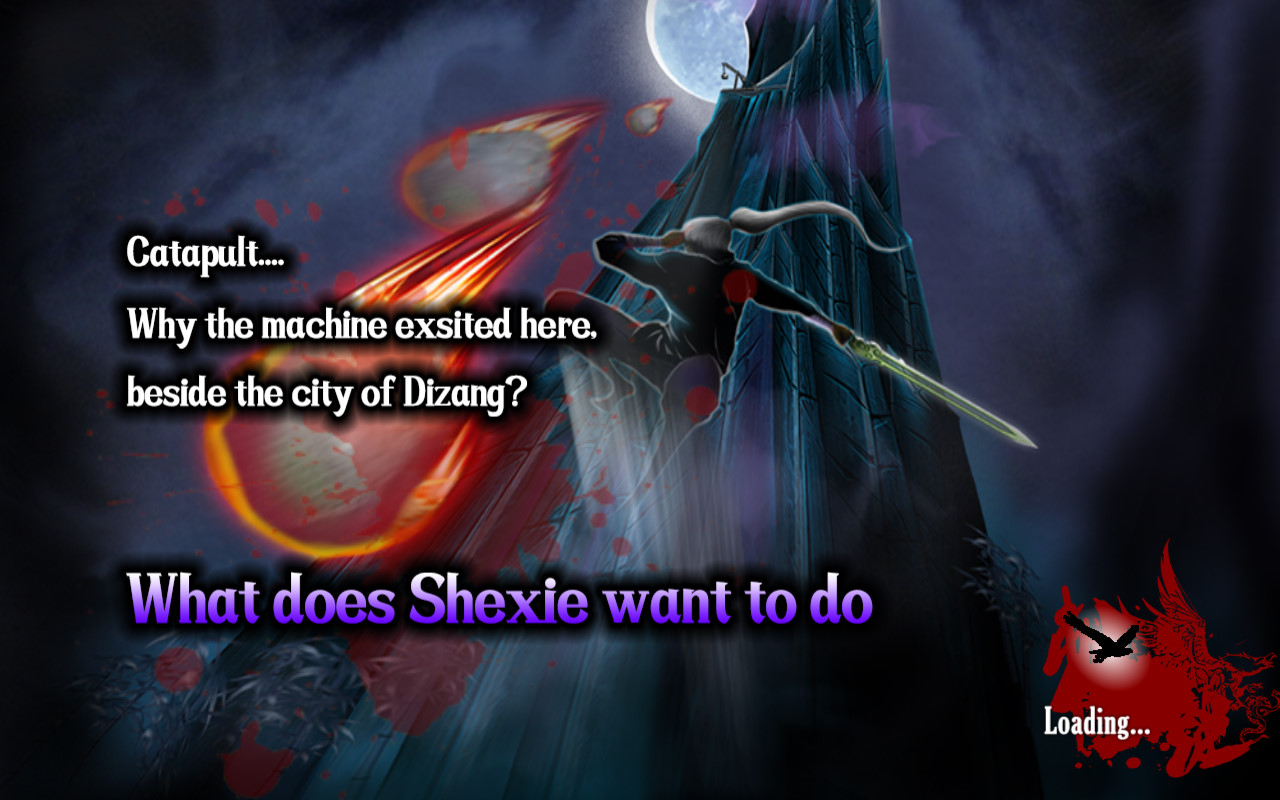 Catapult....
Why the machine exsited here,
beside the city of Dizang?
What does Shexie want to do
Loading...